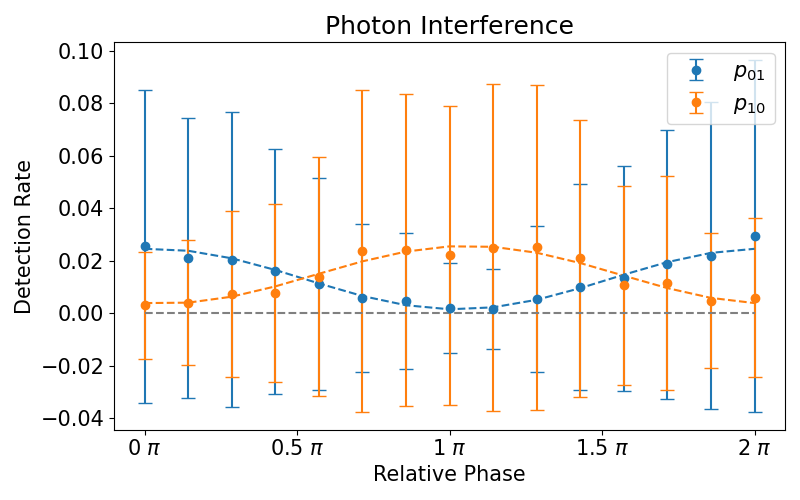 Photon Interference
Detection Rate
0.10
0.08
0.06
0.04
0.02
0.00
−0.02
−0.04
p01
p10
0 π
0.5 π
1 π
1.5 π
2 π
Relative Phase